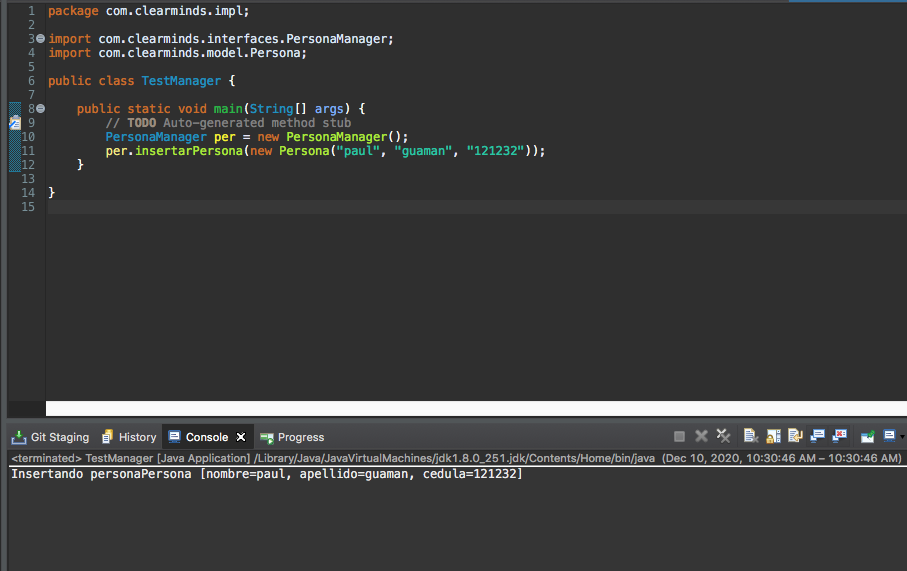 1 package com.clearminds.impl;
2
3 import com.clearminds.interfaces.PersonaManager;
4 import com.clearminds.model.Persona;
5
6 public class TestManager {
7
8 public static void main(String[] args) {
9 // TODO Auto-generated method stub
10 PersonaManager per = new PersonaManager();
11 per.insertarPersona(new Persona("paul", "guaman", "121232"));
12 }
13
14 }
15
Git Staging History Console Progress
<terminated> TestManager [Java Application] /Library/Java/JavaVirtualMachines/jdk1.8.0_251.jdk/Contents/Home/bin/java (Dec 10, 2020, 10:30:46 AM – 10:30:46 AM)
Insertando personaPersona [nombre=paul, apellido=guaman, cedula=121232]